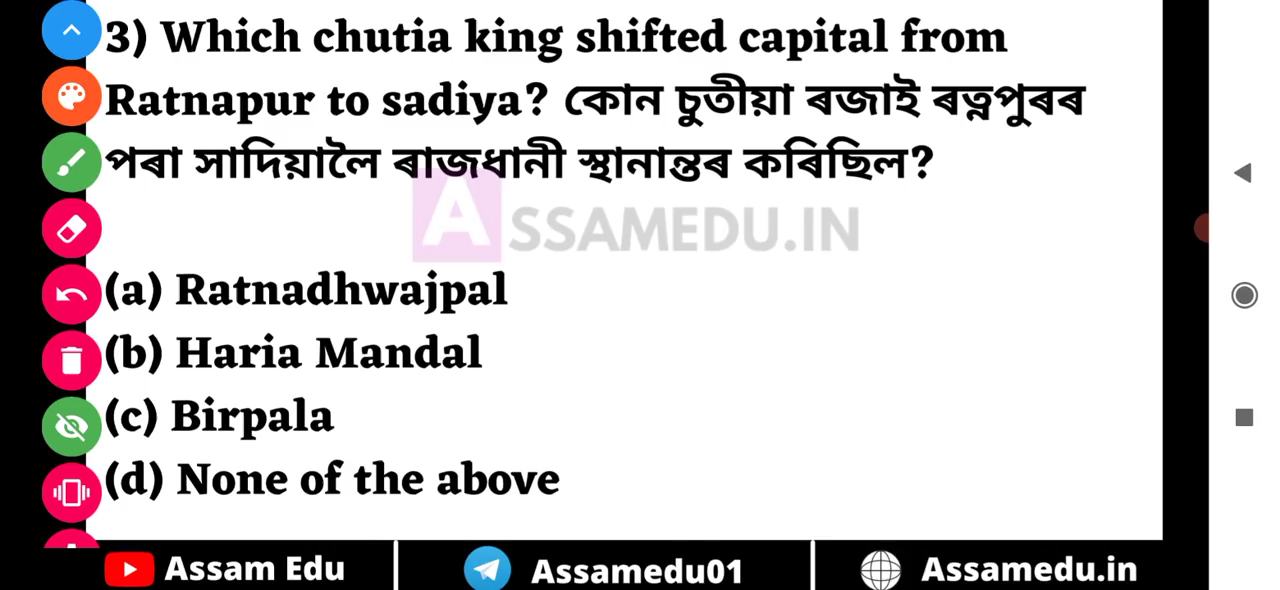 3) Which chutia king shifted capital from
Ratnapur to sadiya? কোন চুতীয়া ৰজাই ৰত্নপুৰৰ
পৰা সাদিয়ালৈ ৰাজধানী স্থানান্তৰ কৰিছিল?
ASSAMEDU.IN
(a) Ratnadhwajpal
(b) Haria Mandal
(c) Birpala
(d) None of the above
Assam Edu
Assamedu01
Assamedu.in